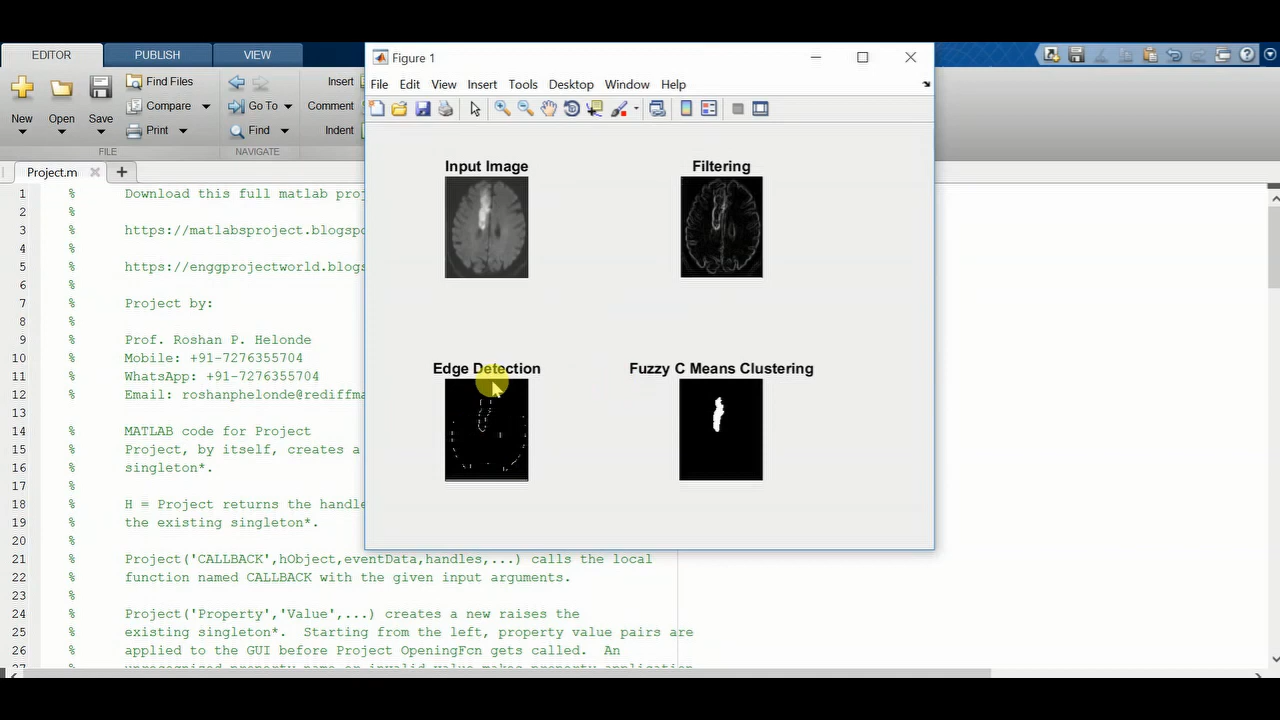 EDITOR PUBLISH VIEW
Figure 1
File Edit View Insert Tools Desktop Window Help
New Open Save
Find Files
Compare
Print
Go To
Find
Insert
Comment
Indent
FILE NAVIGATE
Project.m
Input Image Filtering
Edge Detection Fuzzy C Means Clustering
1 % Download this full matlab proj
2 %
3 % https://matlabsproject.blogspo
4 %
5 % https://enggprojectworld.blogs
6 %
7 % Project by:
8 %
9 % Prof. Roshan P. Helonde
10 % Mobile: +91-7276355704
11 % WhatsApp: +91-7276355704
12 % Email: roshanphelonde@rediffma
13 %
14 % MATLAB code for Project
15 % Project, by itself, creates a
16 % singleton*.
17 %
18 % H = Project returns the handle
19 % the existing singleton*.
20 %
21 % Project('CALLBACK',hObject,eventData,handles,...) calls the local
22 % function named CALLBACK with the given input arguments.
23 %
24 % Project('Property','Value',...) creates a new raises the
25 % existing singleton*. Starting from the left, property value pairs are
26 % applied to the GUI before Project OpeningFcn gets called. An